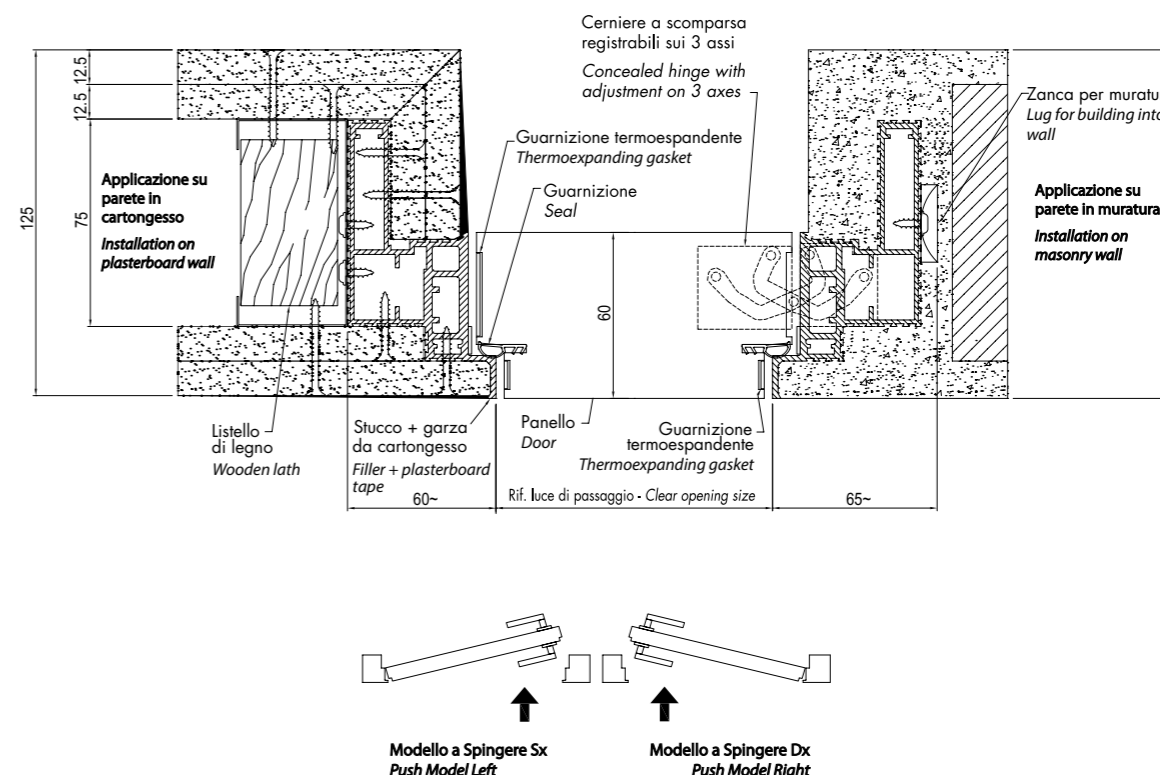 Cerniere a scomparsa
registrabili sui 3 assi
Concealed hinge with
adjustment on 3 axes
12.5
12.5
75
125
Applicazione su
parete in
cartongesso
Installation on
plasterboard wall
Guarnizione termoespandente
Thermoexpanding gasket
Guarnizione
Seal
60
Zanca per muratu
Lug for building into
wall
Applicazione su
parete in muratura
Installation on
masonry wall
Listello
di legno
Wooden lath
Stucco + garza
da cartongesso
Filler + plasterboard
tape
Panello
Door
Guarnizione
termoespandente
Thermoexpanding gasket
60~
Rif. luce di passaggio - Clear opening size
65~
Modello a Spingere Sx
Push Model Left
Modello a Spingere Dx
Push Model Right